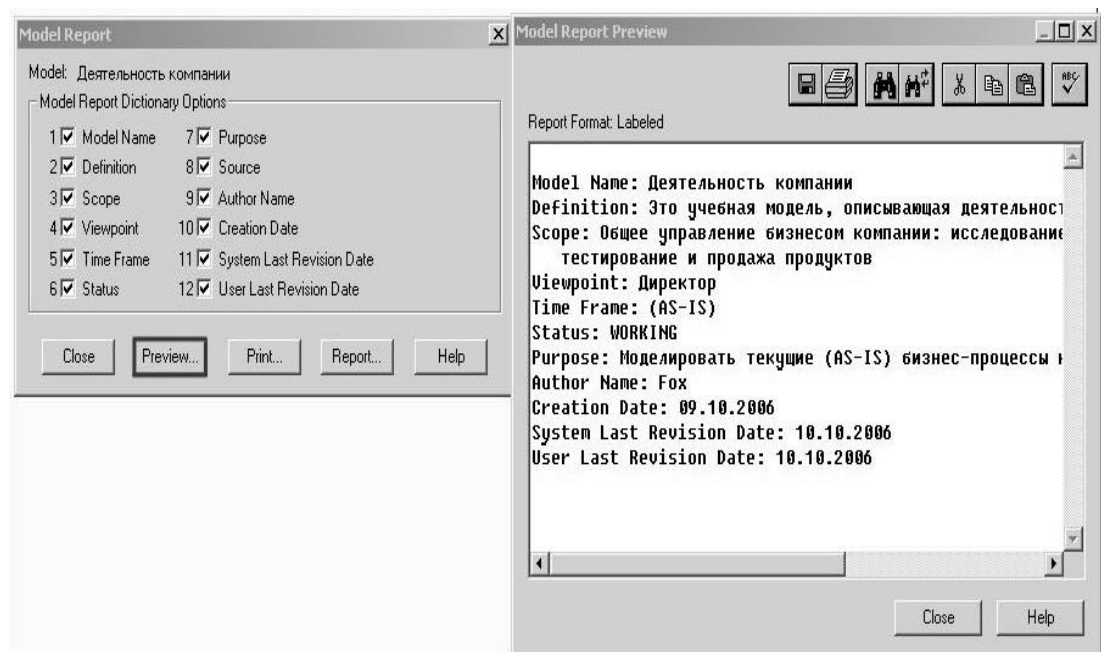 Model Report
Model: Деятельность компании
Model Report Dictionary Options
1 Model Name 7 Purpose
2 Definition 8 Source
3 Scope 9 Author Name
4 Viewpoint 10 Creation Date
5 Time Frame 11 System Last Revision Date
6 Status 12 User Last Revision Date
Close Preview... Print... Report... Help
Model Report Preview
ABC
Report Format: Labeled
Model Name: Деятельность компании
Definition: Это учебная модель, описывающая деятельност
Scope: Общее управление бизнесом компании: исследование
тестирование и продажа продуктов
Viewpoint: Директор
Time Frame: (AS-IS)
Status: WORKING
Purpose: Моделировать текущие (AS-IS) бизнес-процессы
Author Name: Fox
Creation Date: 09.10.2006
System Last Revision Date: 10.10.2006
User Last Revision Date: 10.10.2006
Close Help